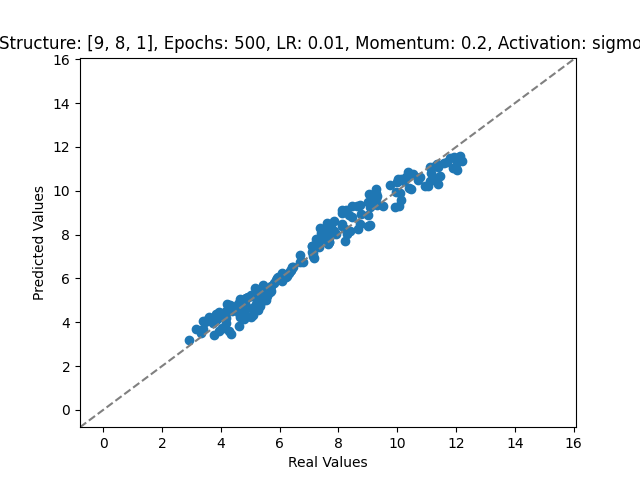 Structure: [9, 8, 1], Epochs: 500, LR: 0.01, Momentum: 0.2, Activation: sigmo
16
14
12
10
8
6
4
2
0
Predicted Values
0 2 4 6 8 10 12 14 16
Real Values